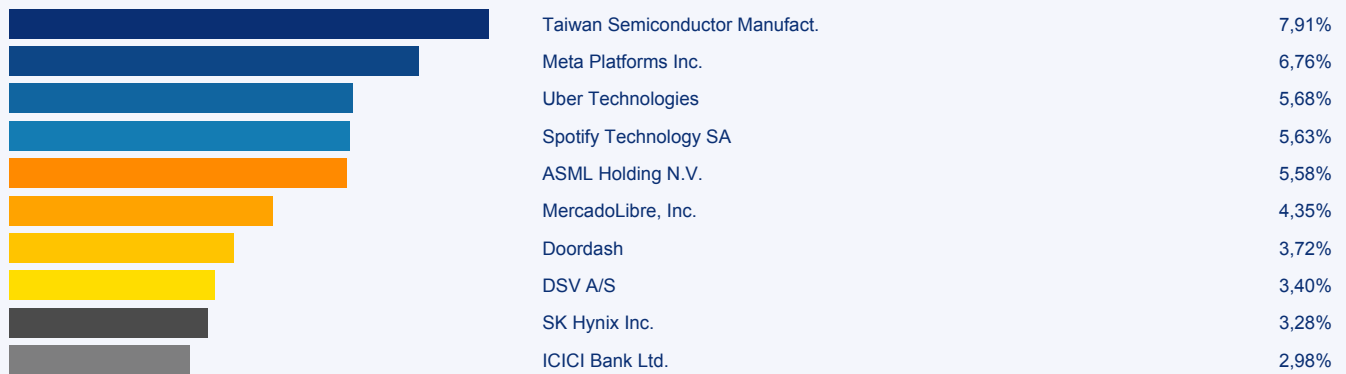 Taiwan Semiconductor Manufact. 7,91%
Meta Platforms Inc. 6,76%
Uber Technologies 5,68%
Spotify Technology SA 5,63%
ASML Holding N.V. 5,58%
MercadoLibre, Inc. 4,35%
Doordash 3,72%
DSV A/S 3,40%
SK Hynix Inc. 3,28%
ICICI Bank Ltd. 2,98%